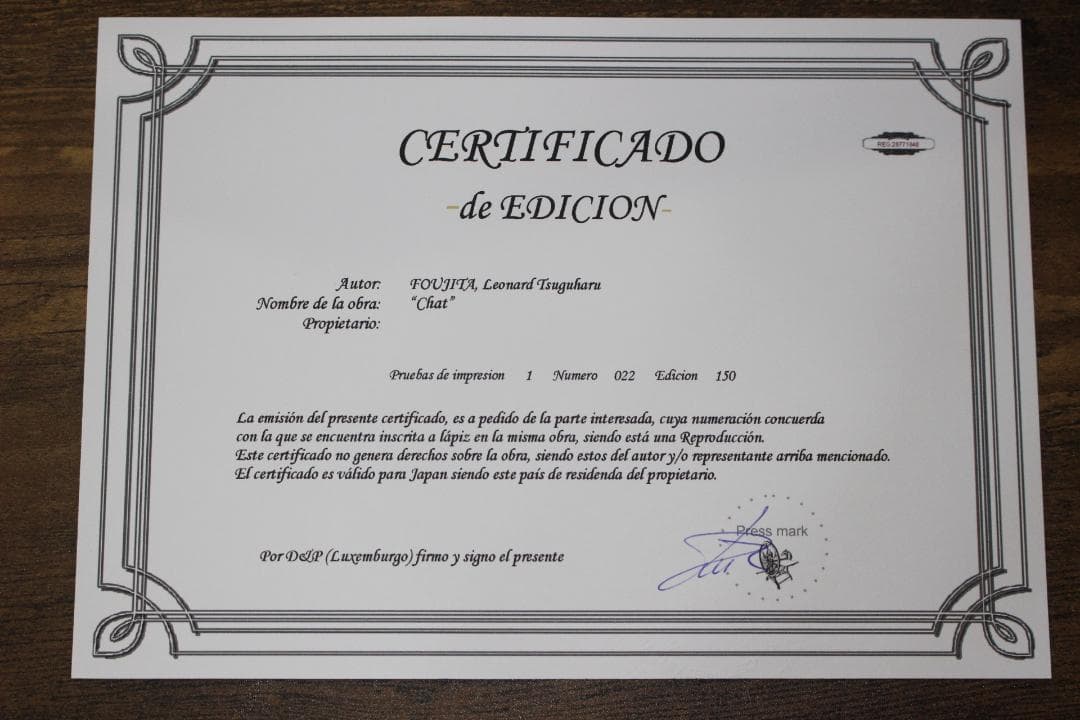 CERTIFICADO
REG 28771846
-de EDICION-
Autor: FOUJITA, Leonard Tsuguharu
Nombre de la obra: "Chat"
Propietario:
Pruebas de impresion 1 Numero 022 Edicion 150
La emisión del presente certificado, es a pedido de la parte interesada, cuya numeración concuerda
con la que se encuentra inscrita a lápiz en la misma obra, siendo está una Reproducción.
Este certificado no genera derechos sobre la obra, siendo estos del autor y/o representante arriba mencionado.
El certificado es válido para Japan siendo este país de residenda del propietario.
Press mark
Por D&P (Luxemburgo) firmo y signo el presente